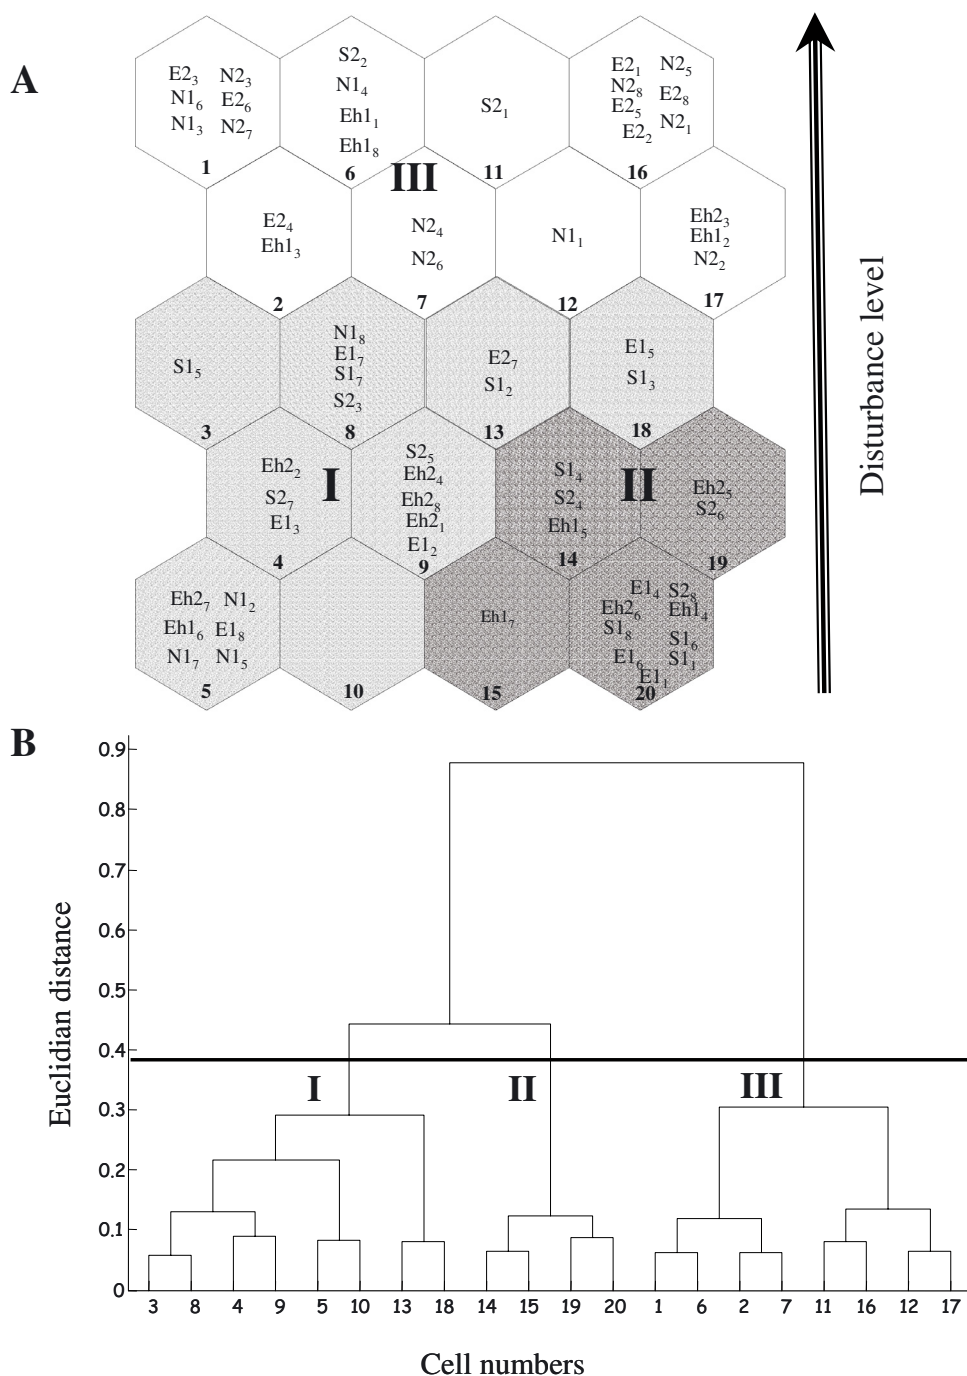 A
E2₃ N2₃
N1₆ E2₆
N1₃ N2₇
1
S2₂
N1₄
Eh1₁
Eh1₈
6
S2₁
11
E2₁ N2₅
N2₈ E2₈
E2₅ N2₁
E2₂
16
III
E2₄
Eh1₃
2
N2₄
N2₆
7
N1₁
12
Eh2₃
Eh1₂
N2₂
17
S1₅
3
N1₈
E1₇
S1₇
S2₃
8
E2₇
S1₂
13
E1₅
S1₃
18
Eh2₂
S2₇
E1₃
4
I
S2₅
Eh2₄
Eh2₈
Eh2₁
E1₂
9
S1₄
S2₄
Eh1₅
14
II
Eh2₅
S2₆
19
Eh2₇ N1₂
Eh1₆ E1₈
N1₇ N1₅
5
10
Eh1₇
15
E1₄ S2₈
Eh2₆ Eh1₄
S1₈ S1₆
E1₆ S1₁
E1₁
20
Disturbance level
B
Euclidian distance
0.9
0.8
0.7
0.6
0.5
0.4
0.3
0.2
0.1
0
I II III
3 8 4 9 5 10 13 18 14 15 19 20 1 6 2 7 11 16 12 17
Cell numbers